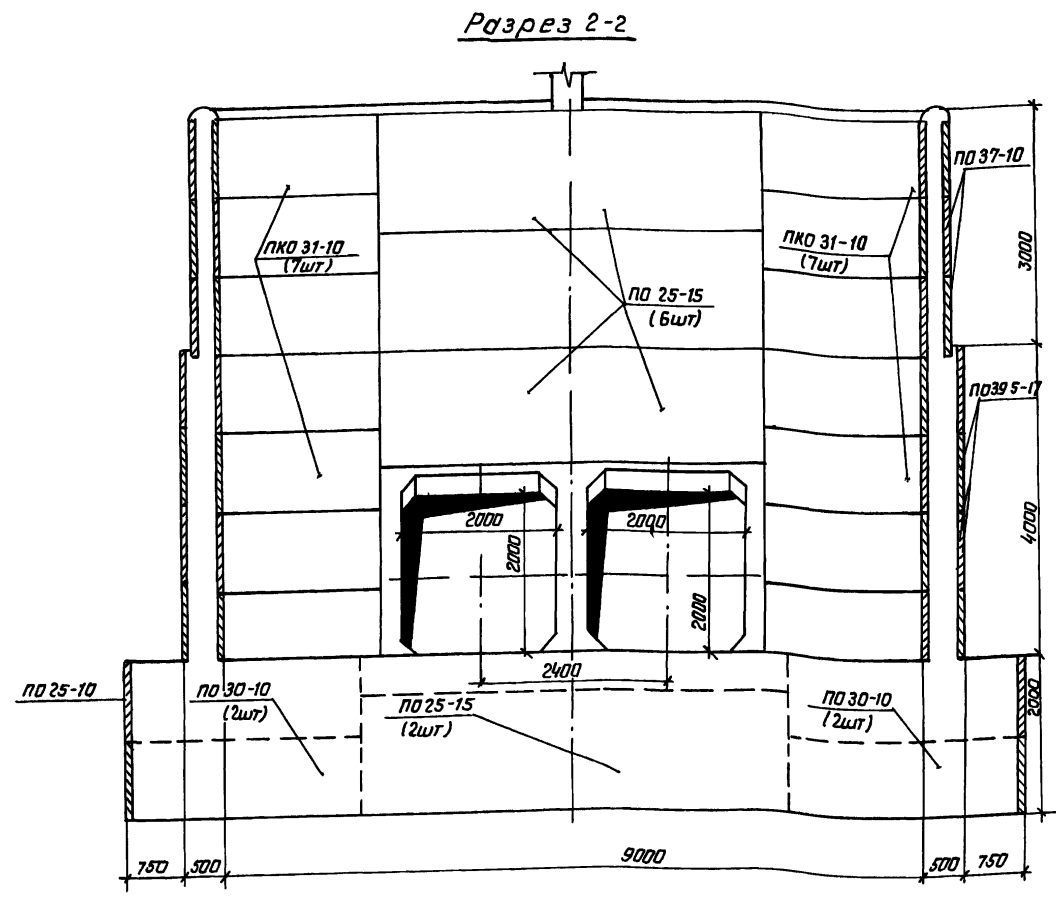 Разрез 2-2
ПО 37-10
ПКО 31-10
(7шт)
ПКО 31-10
(7шт)
3000
ПО 25-15
(6шт)
ПО39 5-17
2000
2000
2000
2000
4000
2400
ПО 25-10
ПО 30-10
(2шт)
ПО 25-15
(2шт)
ПО 30-10
(2шт)
2000
750
500
9000
500
750